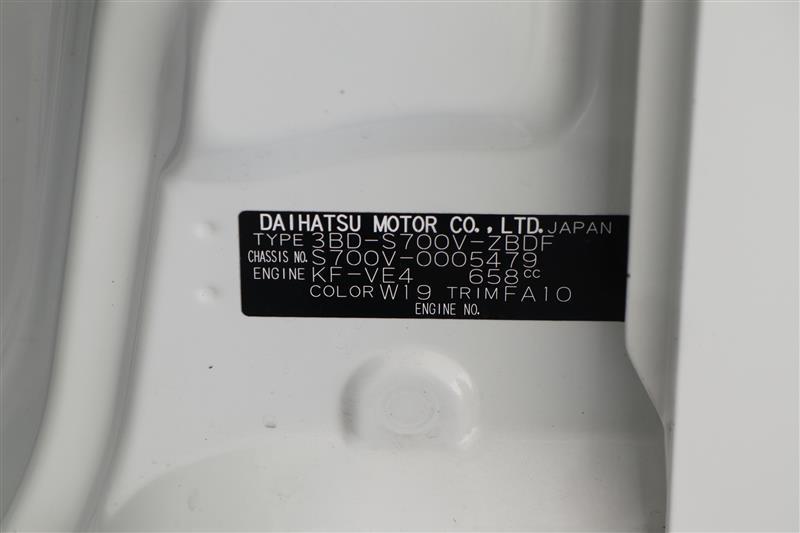 DAIHATSU MOTOR CO.,LTD. JAPAN
TYPE 3BD-S700V-ZBDF
CHASSIS NO. S700V-0005479
ENGINE KF-VE4 658cc
COLOR W19 TRIM FA10
ENGINE NO.